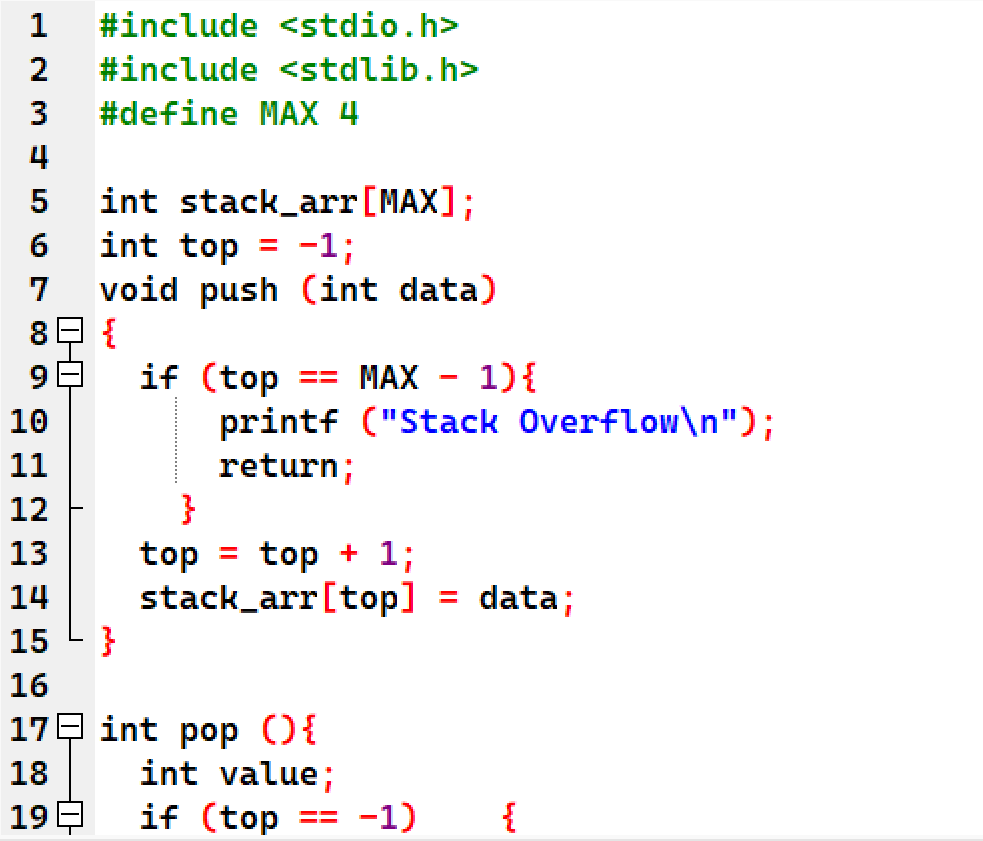 1 #include <stdio.h>
2 #include <stdlib.h>
3 #define MAX 4
4
5 int stack_arr[MAX];
6 int top = -1;
7 void push (int data)
8 {
9   if (top == MAX - 1){
10       printf ("Stack Overflow\n");
11       return;
12     }
13   top = top + 1;
14   stack_arr[top] = data;
15 }
16
17 int pop (){
18   int value;
19   if (top == -1)    {